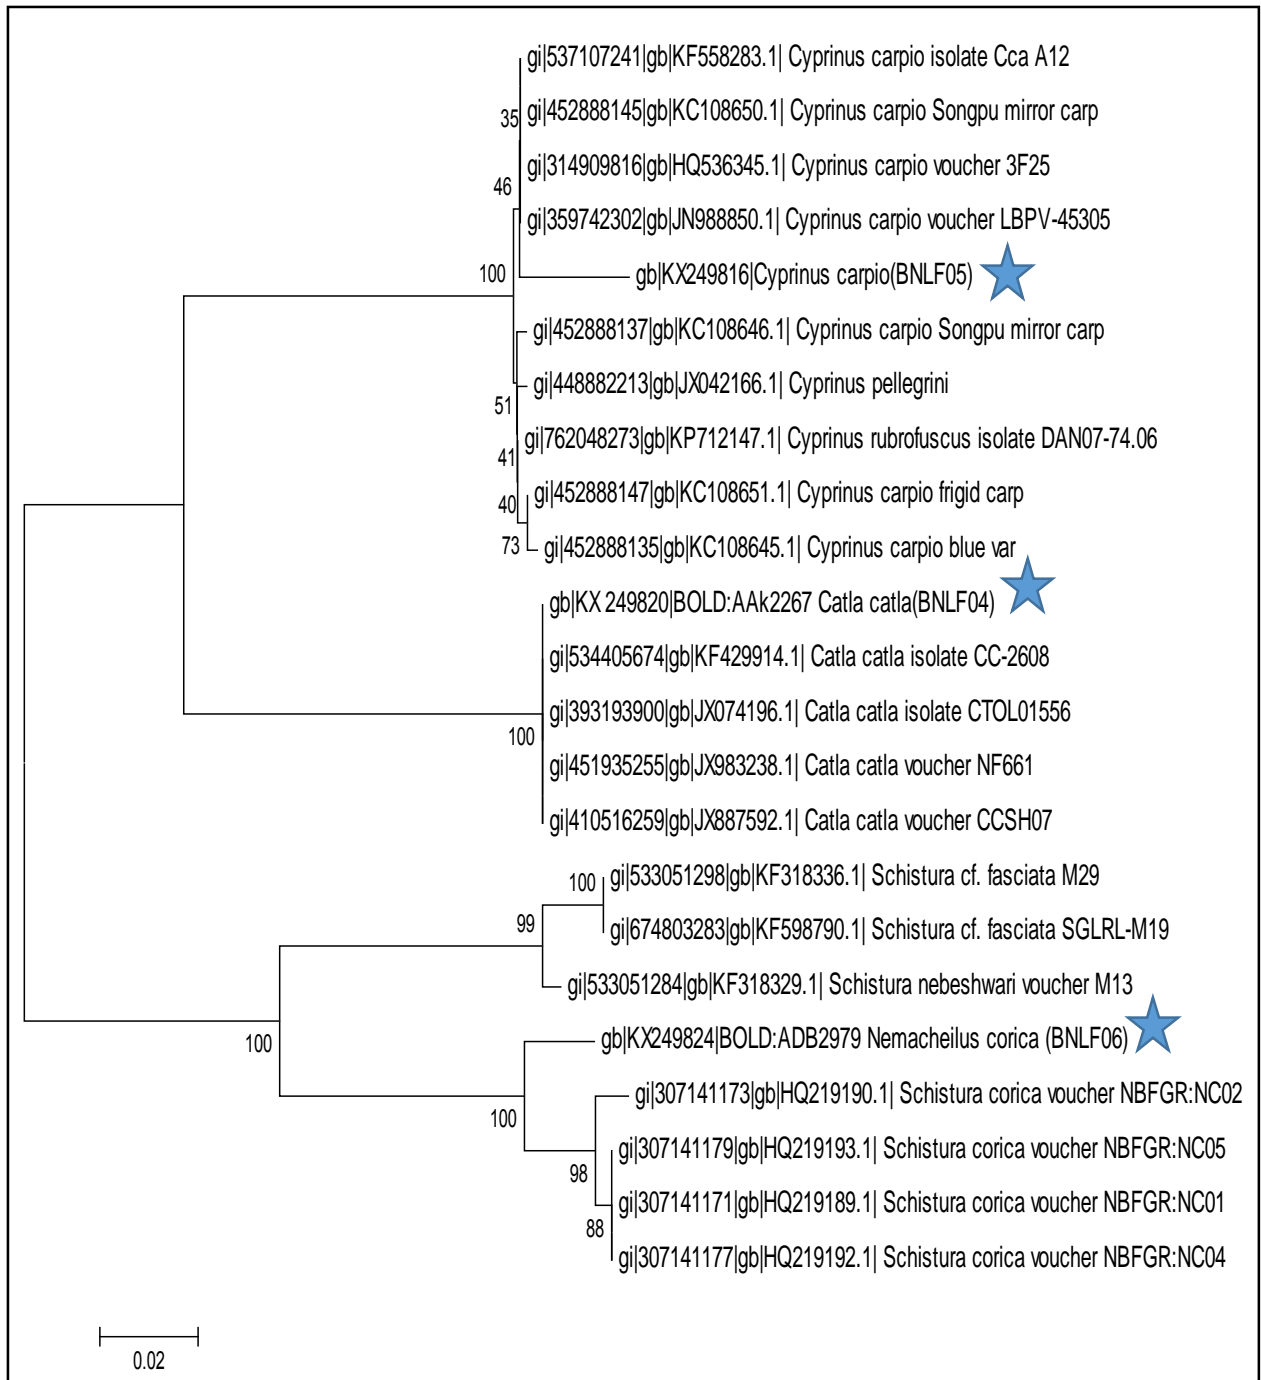 gi|537107241|gb|KF558283.1| Cyprinus carpio isolate Cca A12
35
gi|452888145|gb|KC108650.1| Cyprinus carpio Songpu mirror carp
gi|314909816|gb|HQ536345.1| Cyprinus carpio voucher 3F25
46
gi|359742302|gb|JN988850.1| Cyprinus carpio voucher LBPV-45305
100
gb|KX249816|Cyprinus carpio(BNLF05)
gi|452888137|gb|KC108646.1| Cyprinus carpio Songpu mirror carp
gi|448882213|gb|JX042166.1| Cyprinus pellegrini
51
gi|762048273|gb|KP712147.1| Cyprinus rubrofuscus isolate DAN07-74.06
41
gi|452888147|gb|KC108651.1| Cyprinus carpio frigid carp
40
73
gi|452888135|gb|KC108645.1| Cyprinus carpio blue var
gb|KX 249820|BOLD:AAk2267 Catla catla(BNLF04)
gi|534405674|gb|KF429914.1| Catla catla isolate CC-2608
gi|393193900|gb|JX074196.1| Catla catla isolate CTOL01556
100
gi|451935255|gb|JX983238.1| Catla catla voucher NF661
gi|410516259|gb|JX887592.1| Catla catla voucher CCSH07
100
gi|533051298|gb|KF318336.1| Schistura cf. fasciata M29
99
gi|674803283|gb|KF598790.1| Schistura cf. fasciata SGLRL-M19
gi|533051284|gb|KF318329.1| Schistura nebeshwari voucher M13
100
gb|KX249824|BOLD:ADB2979 Nemacheilus corica (BNLF06)
gi|307141173|gb|HQ219190.1| Schistura corica voucher NBFGR:NC02
100
gi|307141179|gb|HQ219193.1| Schistura corica voucher NBFGR:NC05
98
gi|307141171|gb|HQ219189.1| Schistura corica voucher NBFGR:NC01
88
gi|307141177|gb|HQ219192.1| Schistura corica voucher NBFGR:NC04
0.02